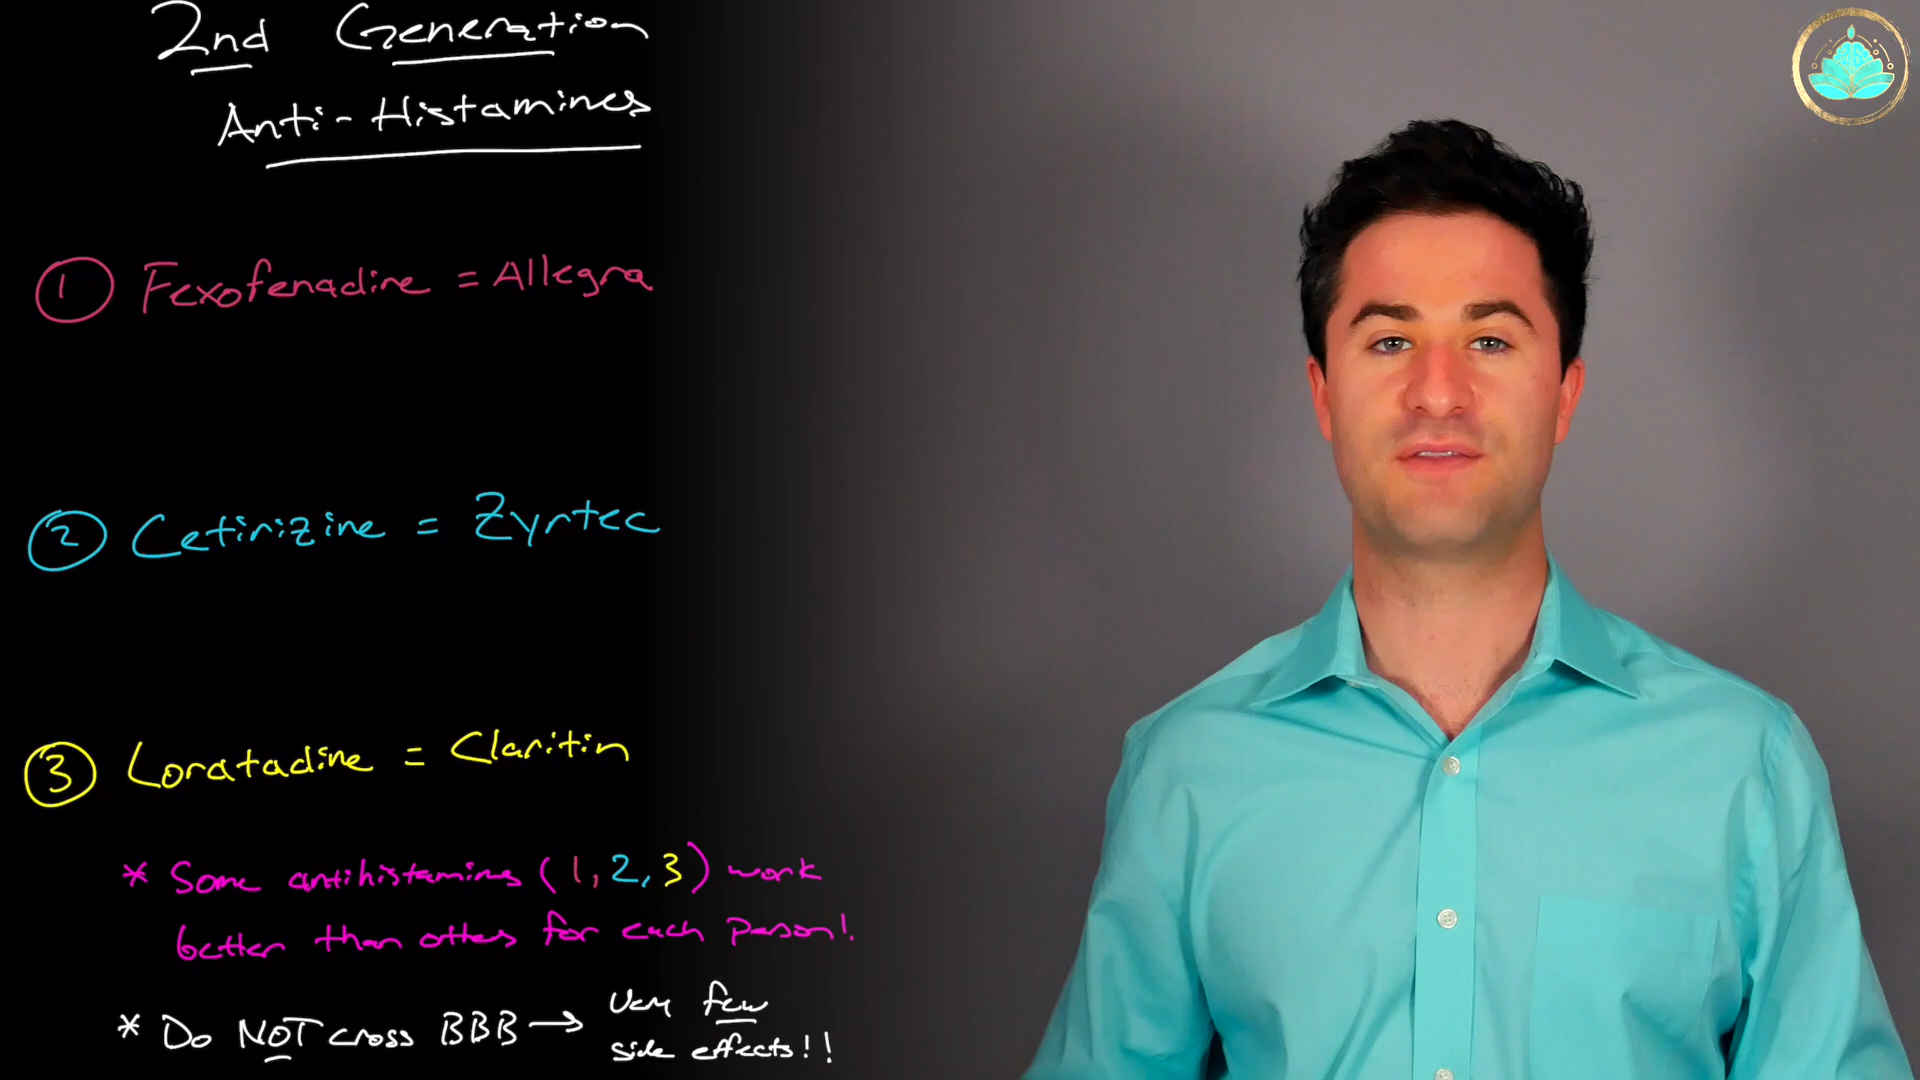 2nd Generation
Anti-Histamines
1 Fexofenadine = Allegra
2 Cetirizine = Zyrtec
3 Loratadine = Claritin
* Some antihistamines (1, 2, 3) work
better than others for each person!
* Do NOT cross BBB → Very few
side effects!!